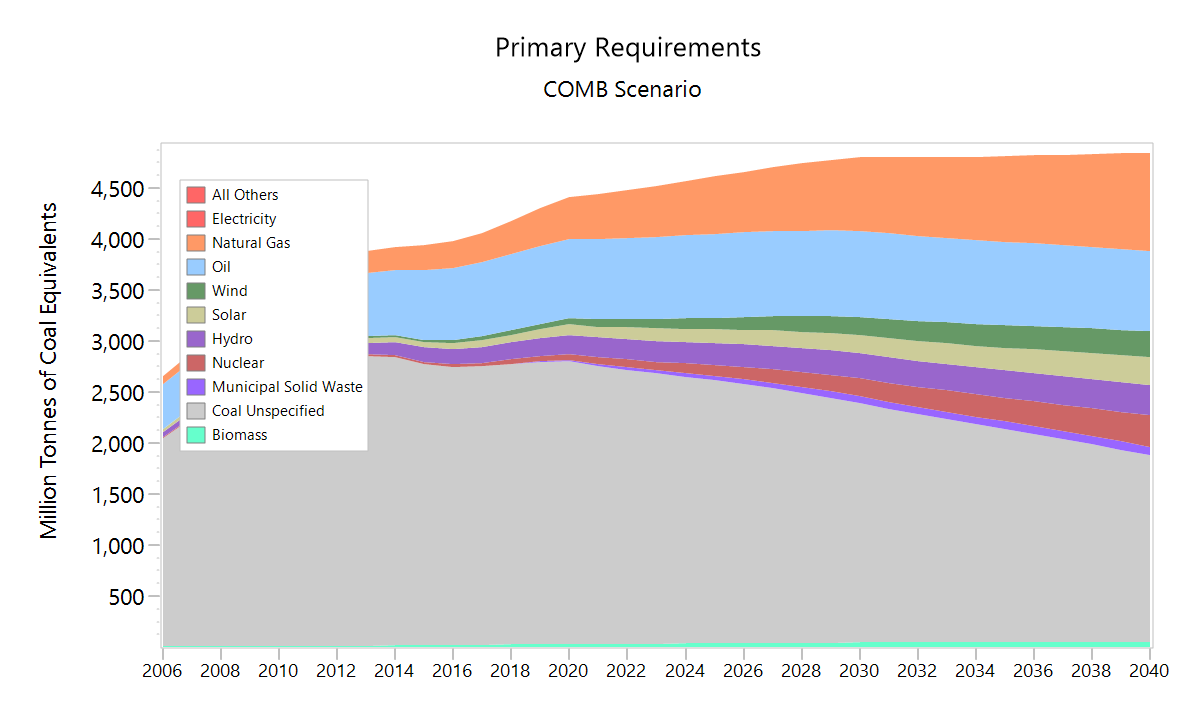 Primary Requirements
COMB Scenario
Million Tonnes of Coal Equivalents
4,500
4,000
3,500
3,000
2,500
2,000
1,500
1,000
500
All Others
Electricity
Natural Gas
Oil
Wind
Solar
Hydro
Nuclear
Municipal Solid Waste
Coal Unspecified
Biomass
2006 2008 2010 2012 2014 2016 2018 2020 2022 2024 2026 2028 2030 2032 2034 2036 2038 2040